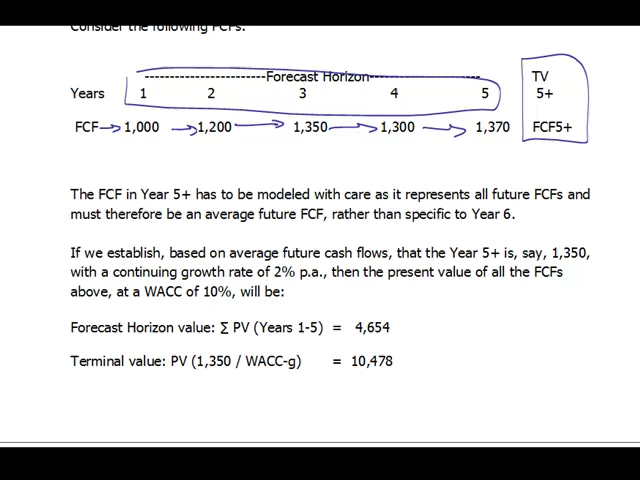 Consider the following FCFs:
------------------------Forecast Horizon---------------------- TV
Years 1 2 3 4 5 5+
FCF 1,000 1,200 1,350 1,300 1,370 FCF5+
The FCF in Year 5+ has to be modeled with care as it represents all future FCFs and
must therefore be an average future FCF, rather than specific to Year 6.
If we establish, based on average future cash flows, that the Year 5+ is, say, 1,350,
with a continuing growth rate of 2% p.a., then the present value of all the FCFs
above, at a WACC of 10%, will be:
Forecast Horizon value: ∑ PV (Years 1-5) = 4,654
Terminal value: PV (1,350 / WACC-g) = 10,478